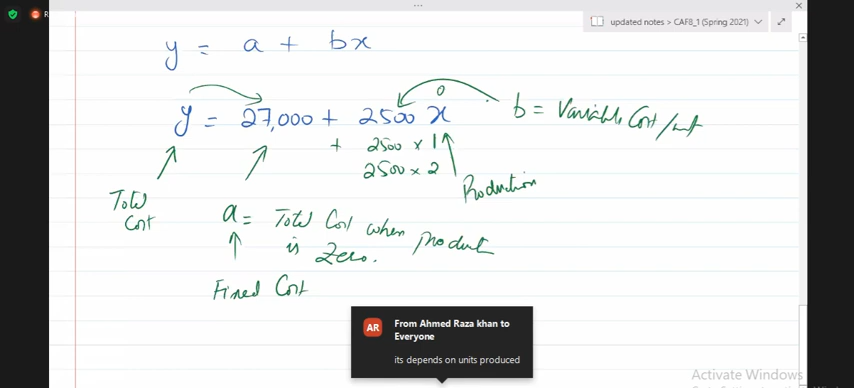 updated notes > CAF8_1 (Spring 2021)
y = a + bx
0
y = 27,000 + 2500 x
b = Variable Cost/unit
+ 2500 x 1
2500 x 2
Production
Total
Cost
a = Total Cost when
is Zero.
Fixed Cost
AR
From Ahmed Raza khan to
Everyone
its depends on units produced
Activate Windows